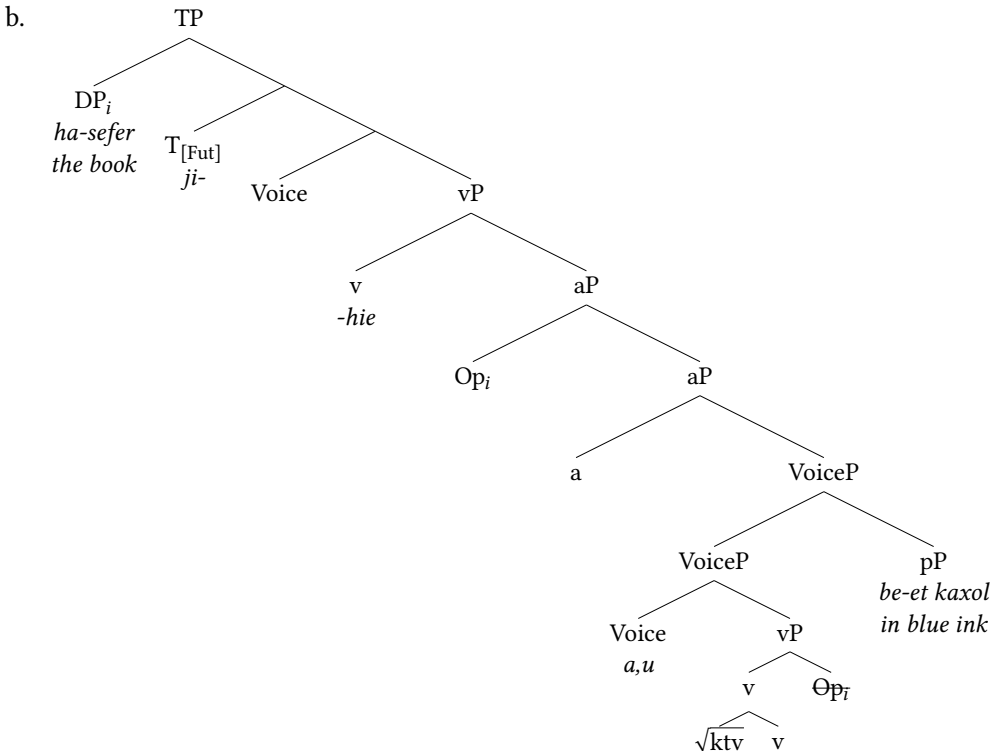 b.
TP
DPᵢ
ha-sefer
the book
T[Fut]
ji-
Voice
vP
v
-hie
aP
Opᵢ
aP
a
VoiceP
VoiceP
pP
be-et kaxol
in blue ink
Voice
a,u
vP
v
Opᵢ
√ktv
v